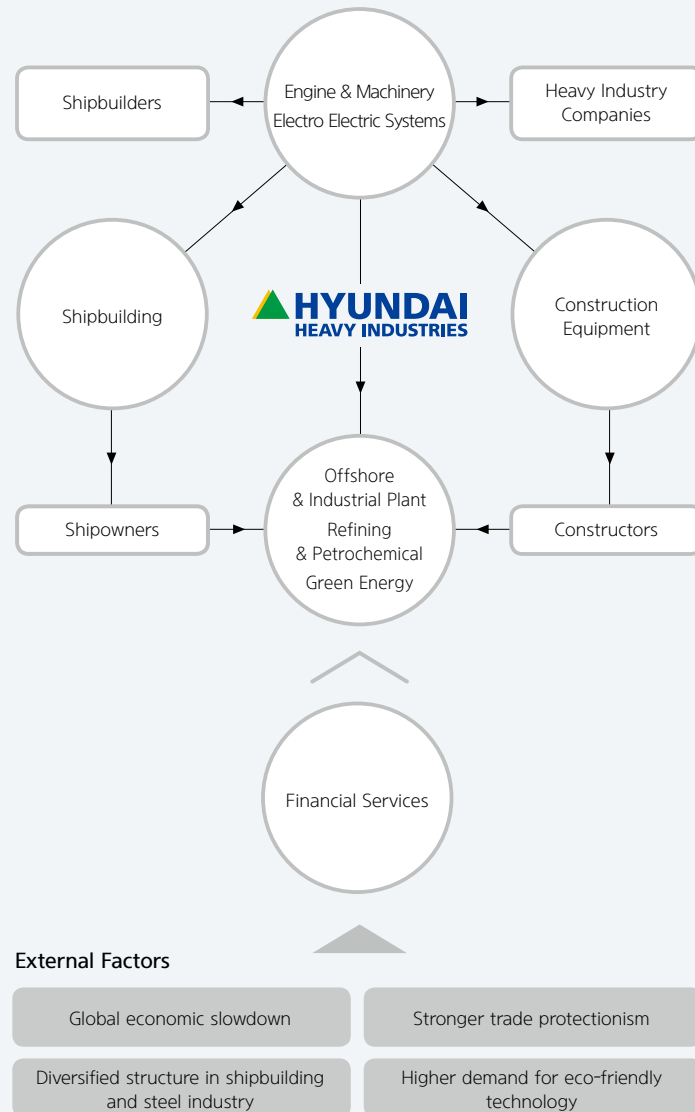 Engine & Machinery
Electro Electric Systems
Shipbuilders
Heavy Industry
Companies
Shipbuilding
HYUNDAI
HEAVY INDUSTRIES
Construction
Equipment
Offshore
& Industrial Plant
Refining
& Petrochemical
Green Energy
Shipowners
Constructors
Financial Services
External Factors
Global economic slowdown
Stronger trade protectionism
Diversified structure in shipbuilding
and steel industry
Higher demand for eco-friendly
technology